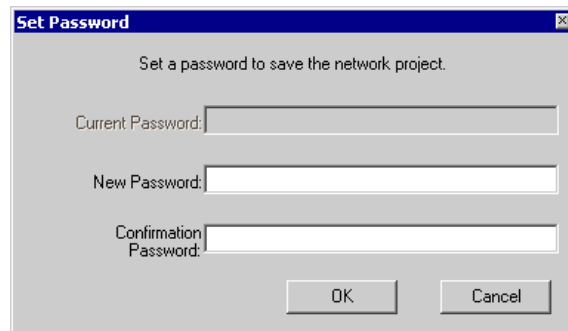 Set Password
Set a password to save the network project.
Current Password:
New Password:
Confirmation
Password:
OK Cancel